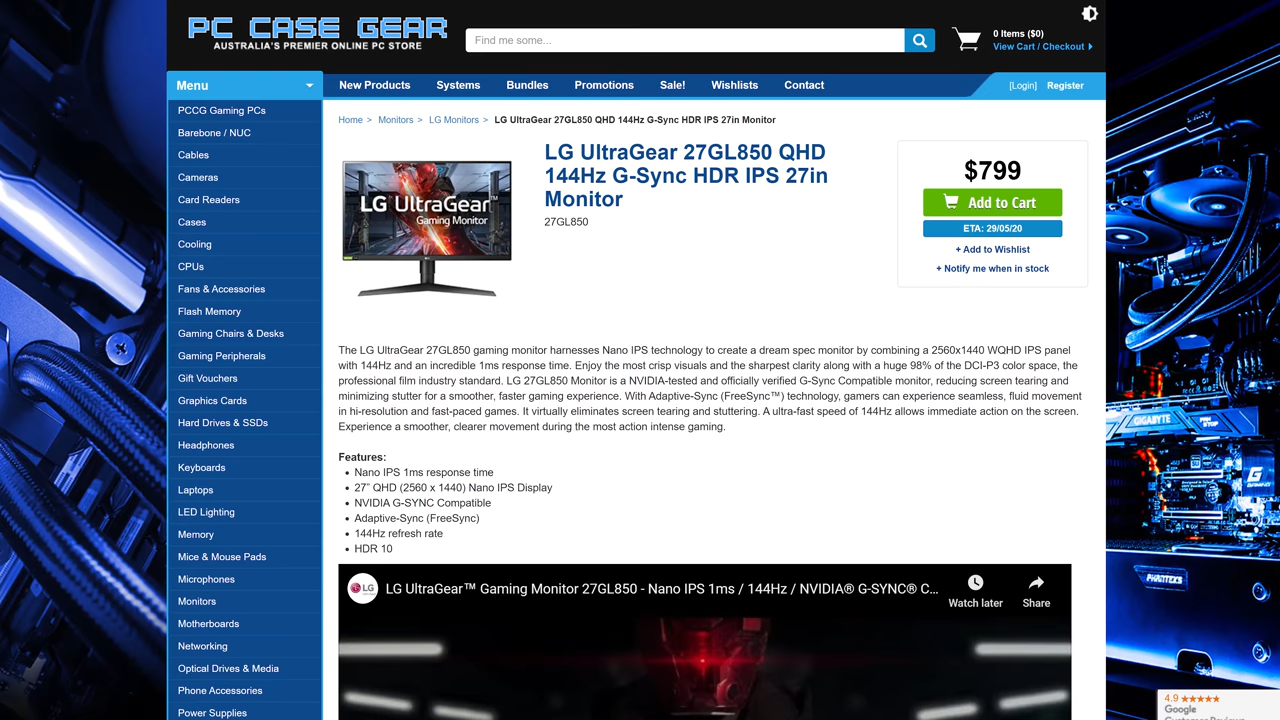 PC CASE GEAR
AUSTRALIA'S PREMIER ONLINE PC STORE
Find me some...
0 Items ($0)
View Cart / Checkout
Menu
New Products
Systems
Bundles
Promotions
Sale!
Wishlists
Contact
[Login]
Register
PCCG Gaming PCs
Barebone / NUC
Cables
Cameras
Card Readers
Cases
Cooling
CPUs
Fans & Accessories
Flash Memory
Gaming Chairs & Desks
Gaming Peripherals
Gift Vouchers
Graphics Cards
Hard Drives & SSDs
Headphones
Keyboards
Laptops
LED Lighting
Memory
Mice & Mouse Pads
Microphones
Monitors
Motherboards
Networking
Optical Drives & Media
Phone Accessories
Power Supplies
Home > Monitors > LG Monitors > LG UltraGear 27GL850 QHD 144Hz G-Sync HDR IPS 27in Monitor
LG UltraGear™
Gaming Monitor
LG UltraGear 27GL850 QHD
144Hz G-Sync HDR IPS 27in
Monitor
27GL850
$799
Add to Cart
ETA: 29/05/20
+ Add to Wishlist
+ Notify me when in stock
The LG UltraGear 27GL850 gaming monitor harnesses Nano IPS technology to create a dream spec monitor by combining a 2560x1440 WQHD IPS panel
with 144Hz and an incredible 1ms response time. Enjoy the most crisp visuals and the sharpest clarity along with a huge 98% of the DCI-P3 color space, the
professional film industry standard. LG 27GL850 Monitor is a NVIDIA-tested and officially verified G-Sync Compatible monitor, reducing screen tearing and
minimizing stutter for a smoother, faster gaming experience. With Adaptive-Sync (FreeSync™) technology, gamers can experience seamless, fluid movement
in hi-resolution and fast-paced games. It virtually eliminates screen tearing and stuttering. A ultra-fast speed of 144Hz allows immediate action on the screen.
Experience a smoother, clearer movement during the most action intense gaming.
Features:
• Nano IPS 1ms response time
• 27” QHD (2560 x 1440) Nano IPS Display
• NVIDIA G-SYNC Compatible
• Adaptive-Sync (FreeSync)
• 144Hz refresh rate
• HDR 10
LG
LG UltraGear™ Gaming Monitor 27GL850 - Nano IPS 1ms / 144Hz / NVIDIA® G-SYNC® C...
Watch later
Share
GIGABYTE
PHANTEKS
4.9 ★★★★★
Google
Customer Reviews